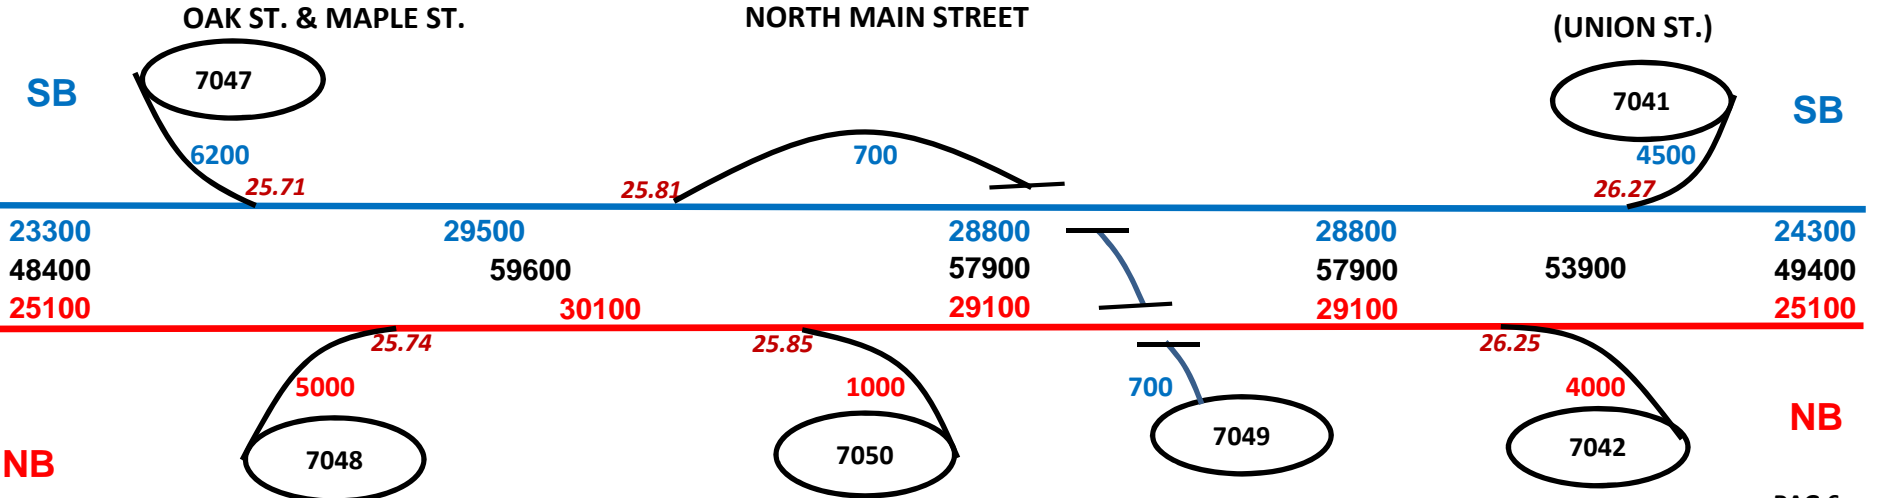 OAK ST. & MAPLE ST. NORTH MAIN STREET (UNION ST.)
7047 7041
SB SB
6200 700 4500
25.71 25.81 26.27
23300 29500 28800 28800 24300
48400 59600 57900 57900 53900 49400
25100 30100 29100 29100 25100
25.74 25.85 26.25
5000 1000 700 4000
NB
7049 7042
7048 7050
NB